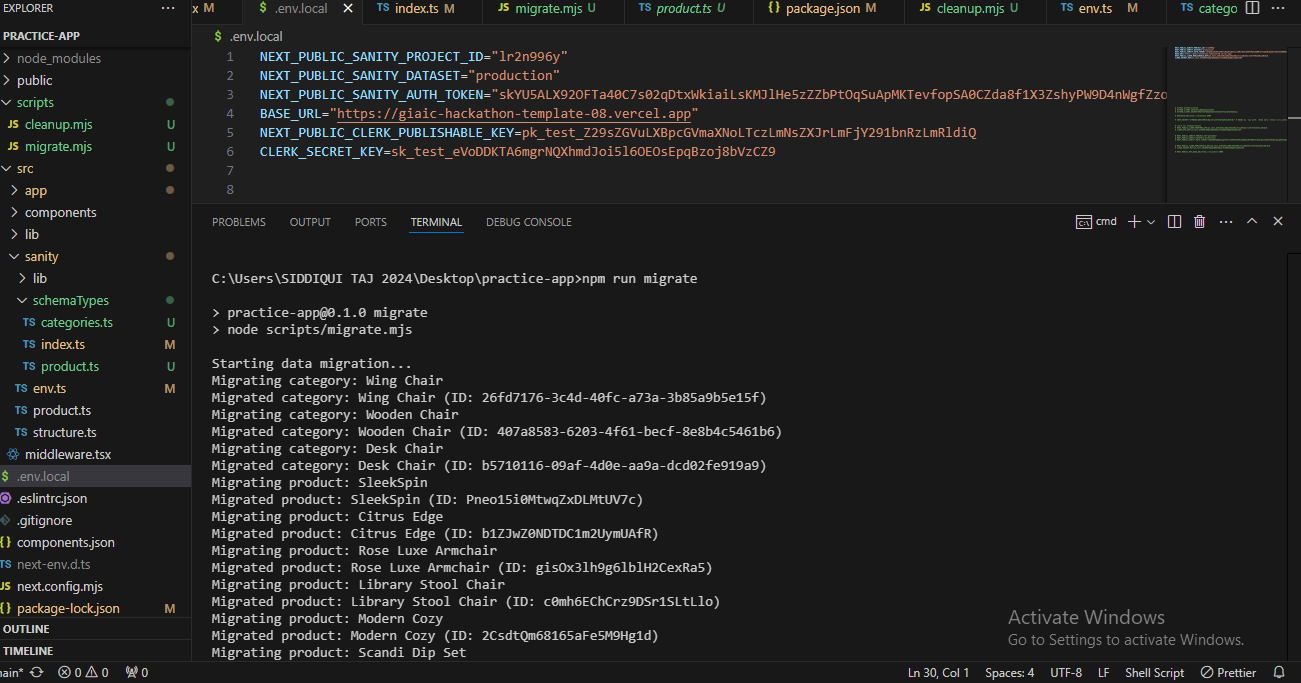 EXPLORER
PRACTICE-APP
node_modules
public
scripts
JS cleanup.mjs U
JS migrate.mjs U
src
app
components
lib
sanity
lib
schemaTypes
TS categories.ts U
TS index.ts M
TS product.ts U
TS env.ts M
TS product.ts
TS structure.ts
middleware.tsx
$ .env.local
.eslintrc.json
.gitignore
{} components.json
TS next-env.d.ts
JS next.config.mjs
{} package-lock.json M
OUTLINE
TIMELINE
x M $ .env.local TS index.ts M JS migrate.mjs U TS product.ts U {} package.json M JS cleanup.mjs U TS env.ts M TS catego
$ .env.local
1 NEXT_PUBLIC_SANITY_PROJECT_ID="lr2n996y"
2 NEXT_PUBLIC_SANITY_DATASET="production"
3 NEXT_PUBLIC_SANITY_AUTH_TOKEN=
4 BASE_URL="https://giaic-hackathon-template-08.vercel.app"
5 NEXT_PUBLIC_CLERK_PUBLISHABLE_KEY=
6 CLERK_SECRET_KEY=
7
8
PROBLEMS OUTPUT PORTS TERMINAL DEBUG CONSOLE cmd
C:\Users\SIDDIQUI TAJ 2024\Desktop\practice-app>npm run migrate
> practice-app@0.1.0 migrate
> node scripts/migrate.mjs
Starting data migration...
Migrating category: Wing Chair
Migrated category: Wing Chair (ID: 26fd7176-3c4d-40fc-a73a-3b85a9b5e15f)
Migrating category: Wooden Chair
Migrated category: Wooden Chair (ID: 407a8583-6203-4f61-becf-8e8b4c5461b6)
Migrating category: Desk Chair
Migrated category: Desk Chair (ID: b5710116-09af-4d0e-aa9a-dcd02fe919a9)
Migrating product: SleekSpin
Migrated product: SleekSpin (ID: Pneo15i0MtwqZxDLMtUV7c)
Migrating product: Citrus Edge
Migrated product: Citrus Edge (ID: b1ZJwZ0NDTDC1m2UymUAfR)
Migrating product: Rose Luxe Armchair
Migrated product: Rose Luxe Armchair (ID: gisOx3lh9g6lblH2CexRa5)
Migrating product: Library Stool Chair
Migrated product: Library Stool Chair (ID: c0mh6EChCrz9DSr1SLtLlo)
Migrating product: Modern Cozy
Migrated product: Modern Cozy (ID: 2CsdtQm68165aFe5M9Hg1d)
Migrating product: Scandi Dip Set
Activate Windows
Go to Settings to activate Windows.
main* 0 0 0 Ln 30, Col 1 Spaces: 4 UTF-8 LF Shell Script Prettier